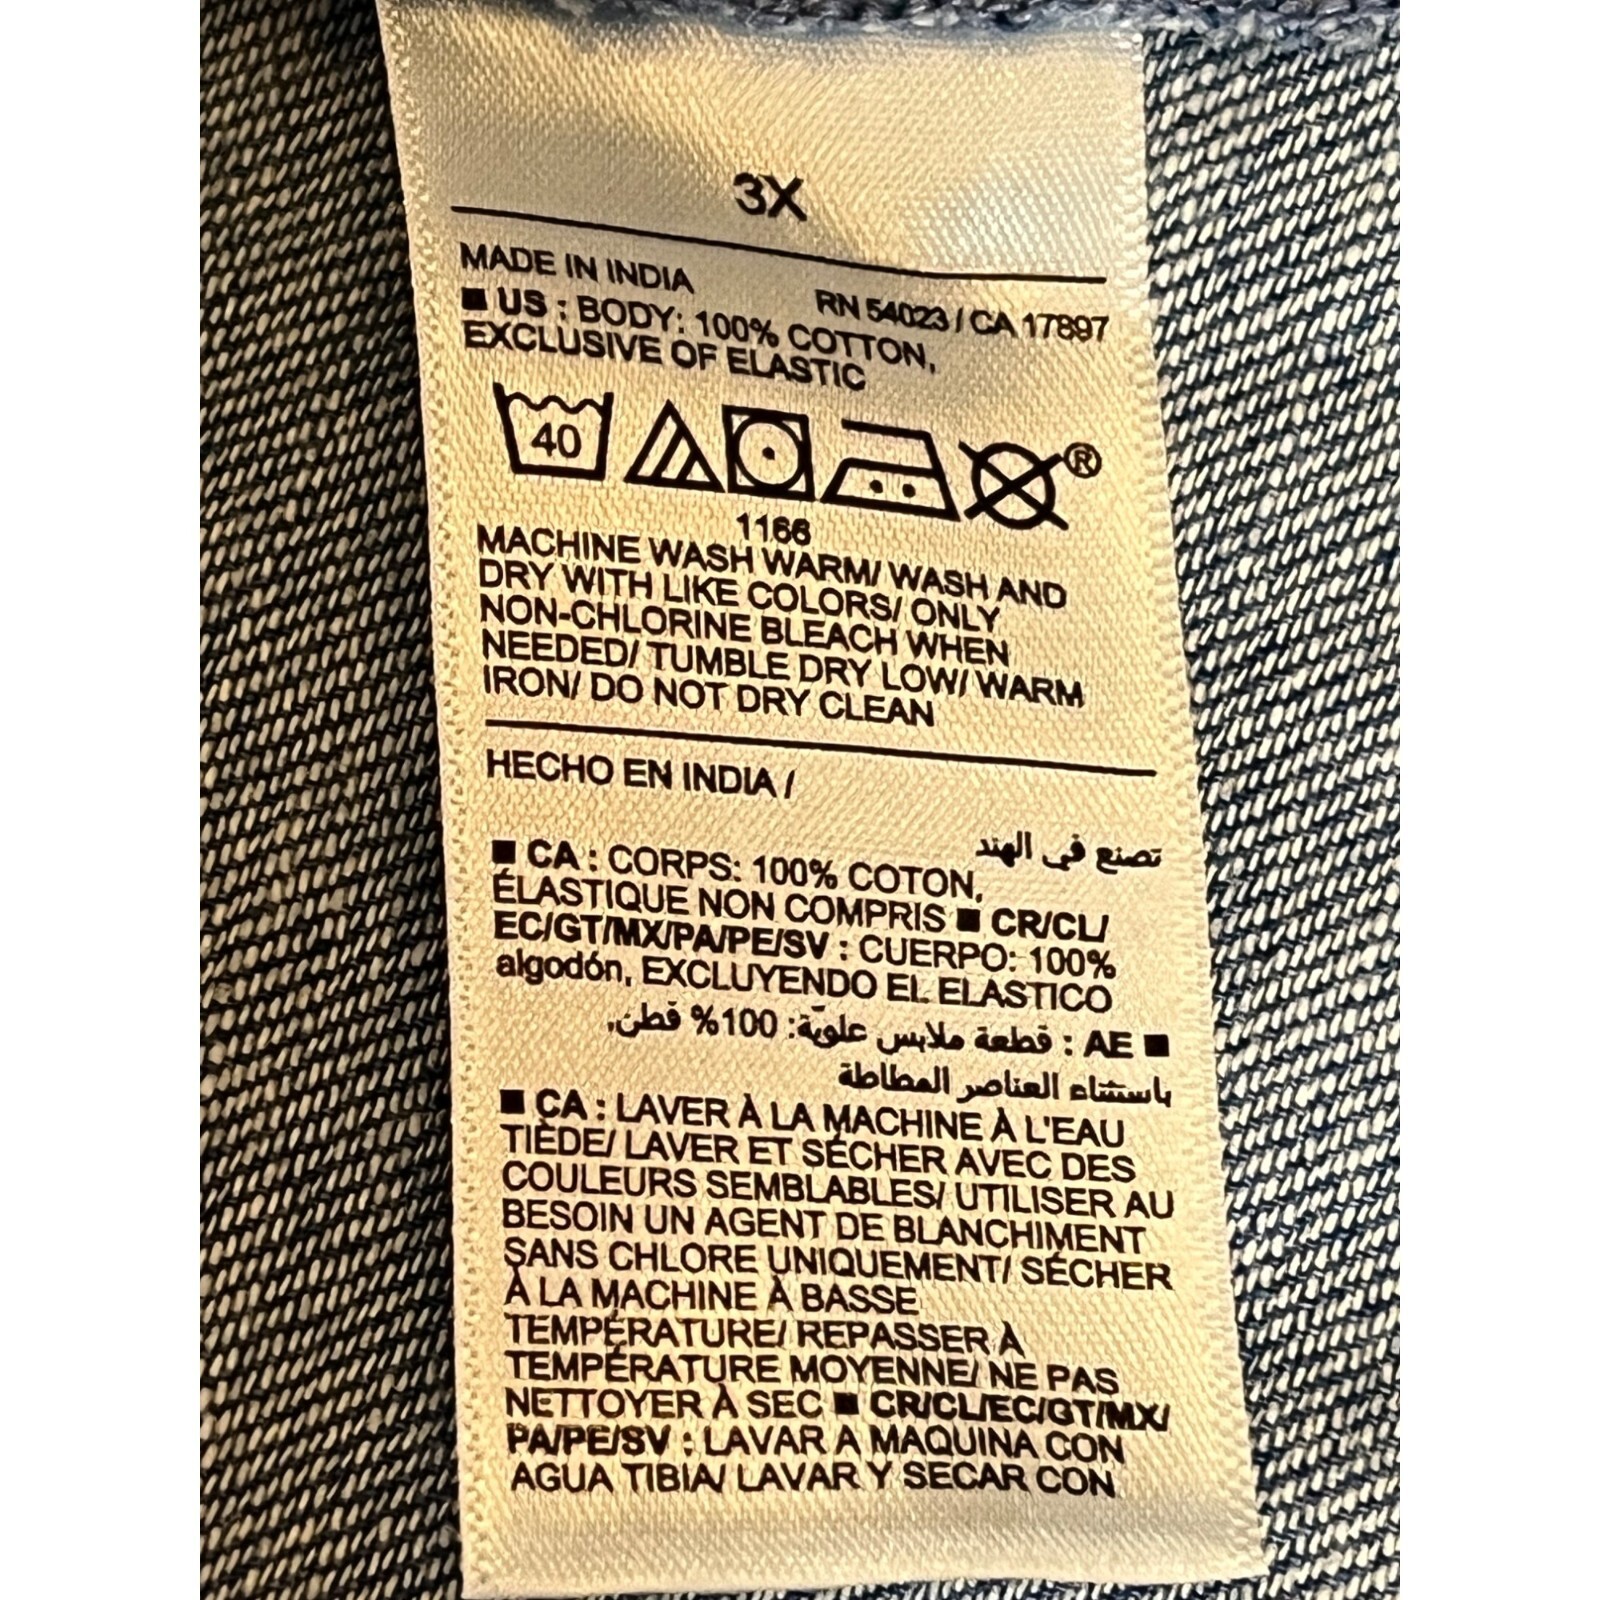 3X
MADE IN INDIA
RN 54023 / CA 17897
■ US : BODY: 100% COTTON,
EXCLUSIVE OF ELASTIC
40
®
1166
MACHINE WASH WARM/ WASH AND
DRY WITH LIKE COLORS/ ONLY
NON-CHLORINE BLEACH WHEN
NEEDED/ TUMBLE DRY LOW/ WARM
IRON/ DO NOT DRY CLEAN
HECHO EN INDIA /
تصنع في الهند
■ CA : CORPS: 100% COTON,
ÉLASTIQUE NON COMPRIS ■ CR/CL/
EC/GT/MX/PA/PE/SV : CUERPO: 100%
algodón, EXCLUYENDO EL ELASTICO
■ AE : قطعة ملابس علويّة: 100% قطن,
باستثناء العناصر المطاطة
■ CA : LAVER À LA MACHINE À L'EAU
TIÈDE/ LAVER ET SÉCHER AVEC DES
COULEURS SEMBLABLES/ UTILISER AU
BESOIN UN AGENT DE BLANCHIMENT
SANS CHLORE UNIQUEMENT/ SÉCHER
À LA MACHINE À BASSE
TEMPÉRATURE/ REPASSER À
TEMPÉRATURE MOYENNE/ NE PAS
NETTOYER À SEC ■ CR/CL/EC/GT/MX/
PA/PE/SV : LAVAR A MAQUINA CON
AGUA TIBIA/ LAVAR Y SECAR CON